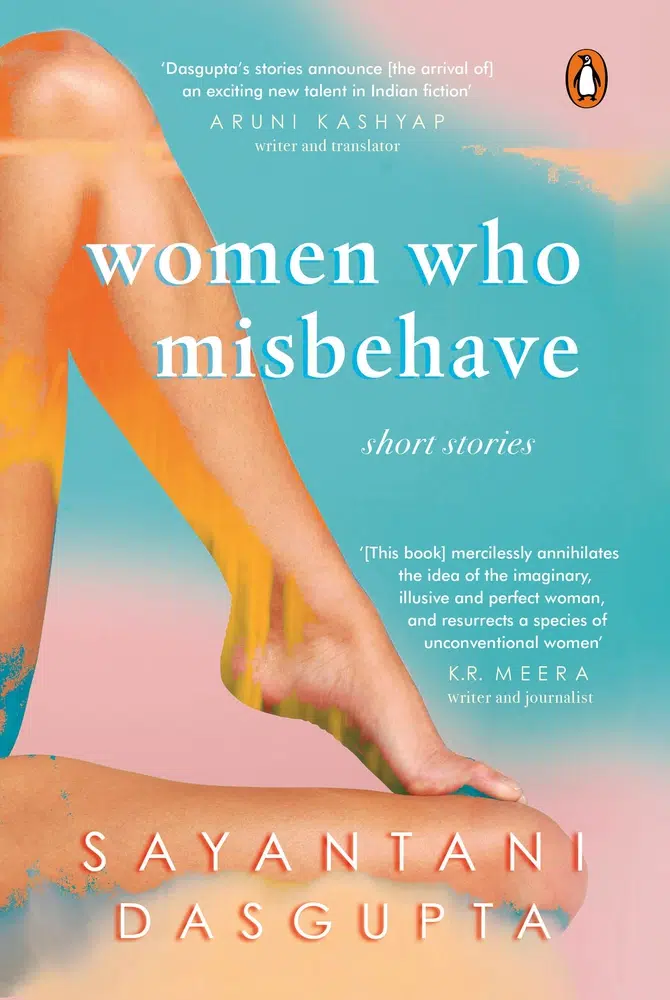 ‘Dasgupta’s stories announce [the arrival of]
an exciting new talent in Indian fiction’
ARUNI KASHYAP
writer and translator
women who
misbehave
short stories
‘[This book] mercilessly annihilates
the idea of the imaginary,
illusive and perfect woman,
and resurrects a species of
unconventional women’
K.R. MEERA
writer and journalist
SAYANTANI
DASGUPTA